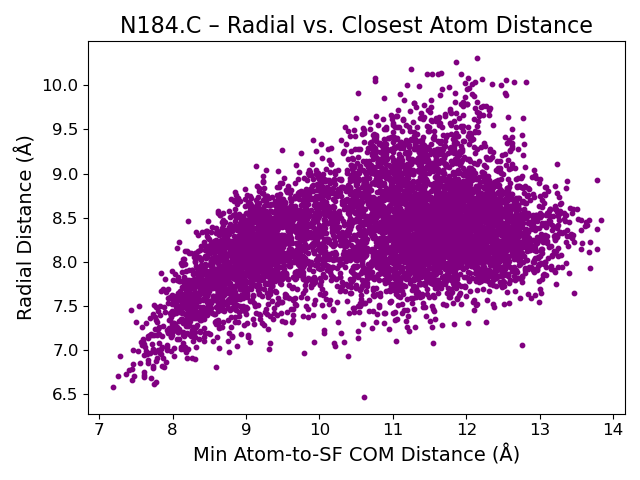 N184.C – Radial vs. Closest Atom Distance
Radial Distance (Å)
10.0
9.5
9.0
8.5
8.0
7.5
7.0
6.5
7 8 9 10 11 12 13 14
Min Atom-to-SF COM Distance (Å)